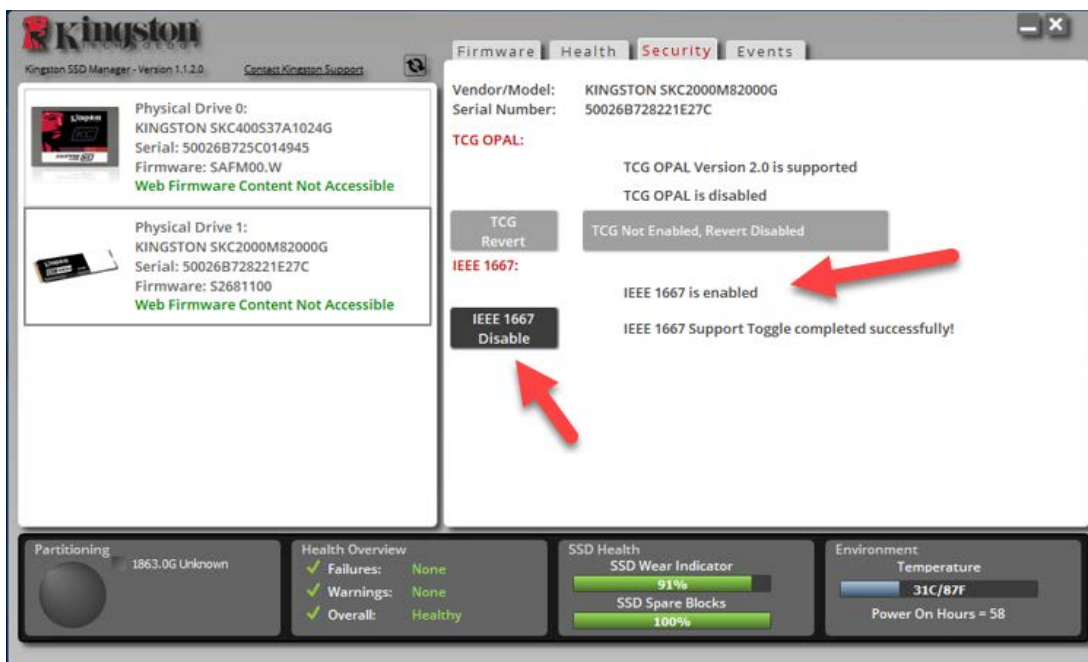 Kingston
TECHNOLOGY
Kingston SSD Manager - Version 1.1.2.0
Contact Kingston Support
Physical Drive 0:
KINGSTON SKC400S37A1024G
Serial: 50026B725C014945
Firmware: SAFM00.W
Web Firmware Content Not Accessible
Physical Drive 1:
KINGSTON SKC2000M82000G
Serial: 50026B728221E27C
Firmware: S2681100
Web Firmware Content Not Accessible
Firmware Health Security Events
Vendor/Model: KINGSTON SKC2000M82000G
Serial Number: 50026B728221E27C
TCG OPAL:
TCG OPAL Version 2.0 is supported
TCG OPAL is disabled
TCG
Revert
TCG Not Enabled, Revert Disabled
IEEE 1667:
IEEE 1667 is enabled
IEEE 1667
Disable
IEEE 1667 Support Toggle completed successfully!
Partitioning
1863.0G Unknown
Health Overview
Failures: None
Warnings: None
Overall: Healthy
SSD Health
SSD Wear Indicator
91%
SSD Spare Blocks
100%
Environment
Temperature
31C/87F
Power On Hours = 58